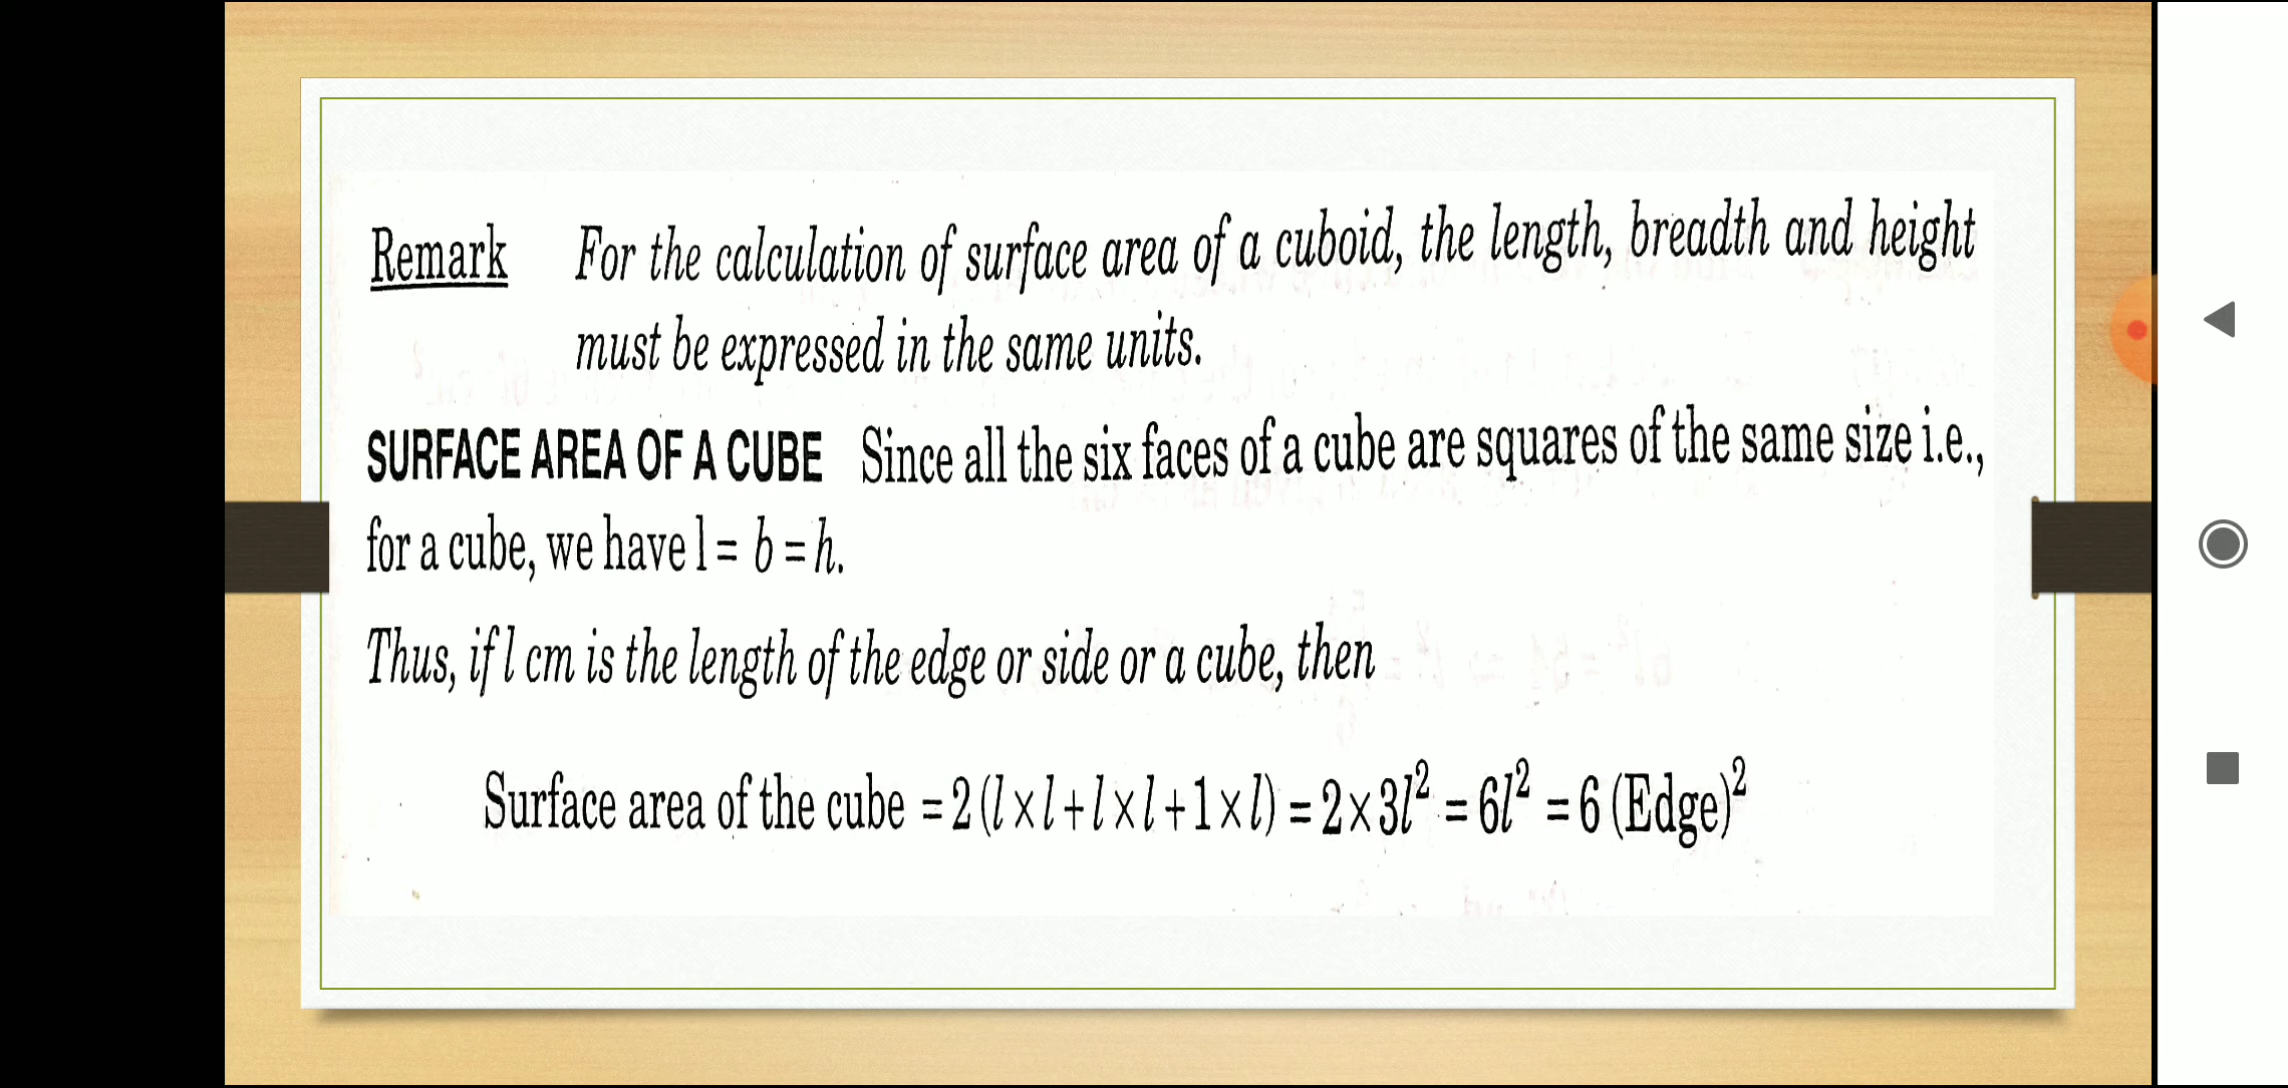 Remark For the calculation of surface area of a cuboid, the length, breadth and height
must be expressed in the same units.
SURFACE AREA OF A CUBE Since all the six faces of a cube are squares of the same size i.e.,
for a cube, we have l = b = h.
Thus, if l cm is the length of the edge or side or a cube, then
Surface area of the cube = 2 (l × l + l × l + 1 × l) = 2 × 3l² = 6l² = 6 (Edge)²